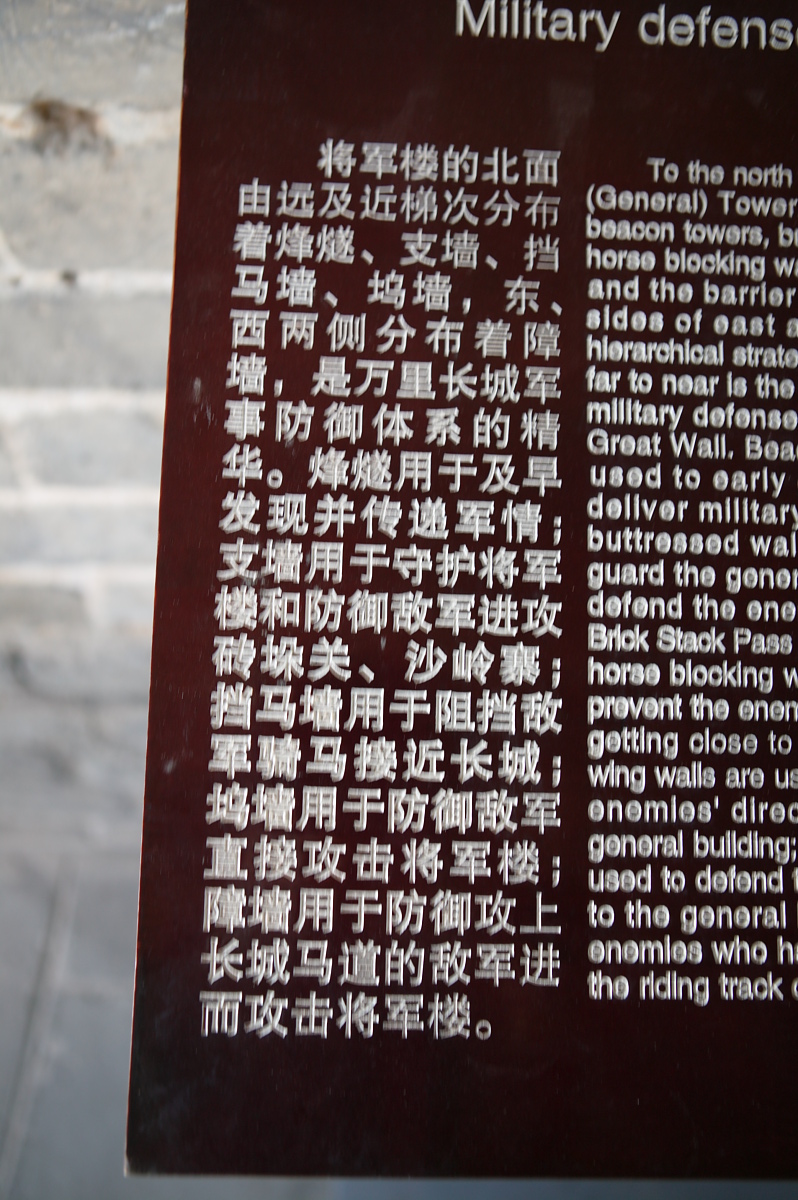 Military defense
将军楼的北面
由远及近梯次分布
着烽燧、支墙、挡
马墙、坞墙，东、
西两侧分布着障
墙，是万里长城军
事防御体系的精
华。烽燧用于及早
发现并传递军情；
支墙用于守护将军
楼和防御敌军进攻
砖垛关、沙岭寨；
挡马墙用于阻挡敌
军骑马接近长城；
坞墙用于防御敌军
直接攻击将军楼；
障墙用于防御攻上
长城马道的敌军进
而攻击将军楼。
To the north
(General) Tower
beacon towers,
horse blocking
and the barrier
sides of east
hierarchical
far to near is the
military defense
Great Wall.
used to early
deliver military
buttressed
guard the
defend the
Brick Stack Pass
horse blocking
prevent the
getting close to
wing walls are
enemies'
general building;
used to defend
to the general
enemies who
the riding track